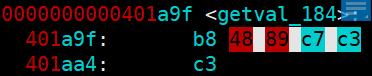 0000000000401a9f <getval_184>:
401a9f: b8 48 89 c7 c3
401aa4: c3